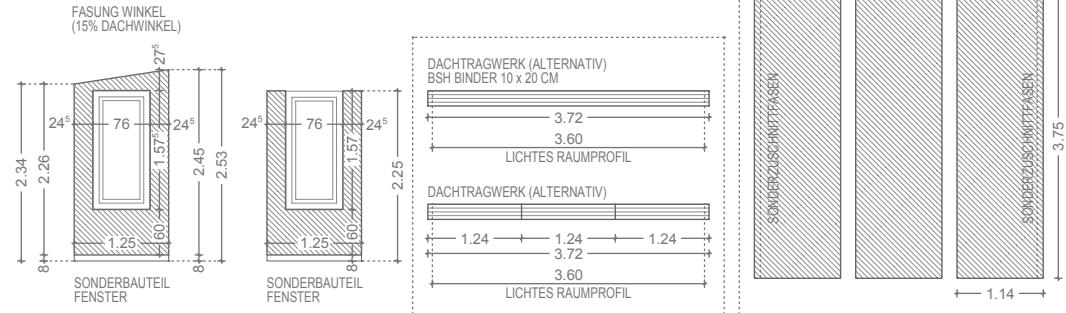 FASUNG WINKEL
(15% DACHWINKEL)
27⁵
24⁵
76
24⁵
1.57⁵
2.34
2.26
2.45
2.53
60
1.25
8
8
SONDERBAUTEIL
FENSTER
24⁵
76
24⁵
1.57
2.25
60
1.25
8
SONDERBAUTEIL
FENSTER
DACHTRAGWERK (ALTERNATIV)
BSH BINDER 10 x 20 CM
3.72
3.60
LICHTES RAUMPROFIL
DACHTRAGWERK (ALTERNATIV)
1.24
1.24
1.24
3.72
3.60
LICHTES RAUMPROFIL
SONDERZUSCHNITTFASEN
SONDERZUSCHNITTFASEN
3.75
1.14